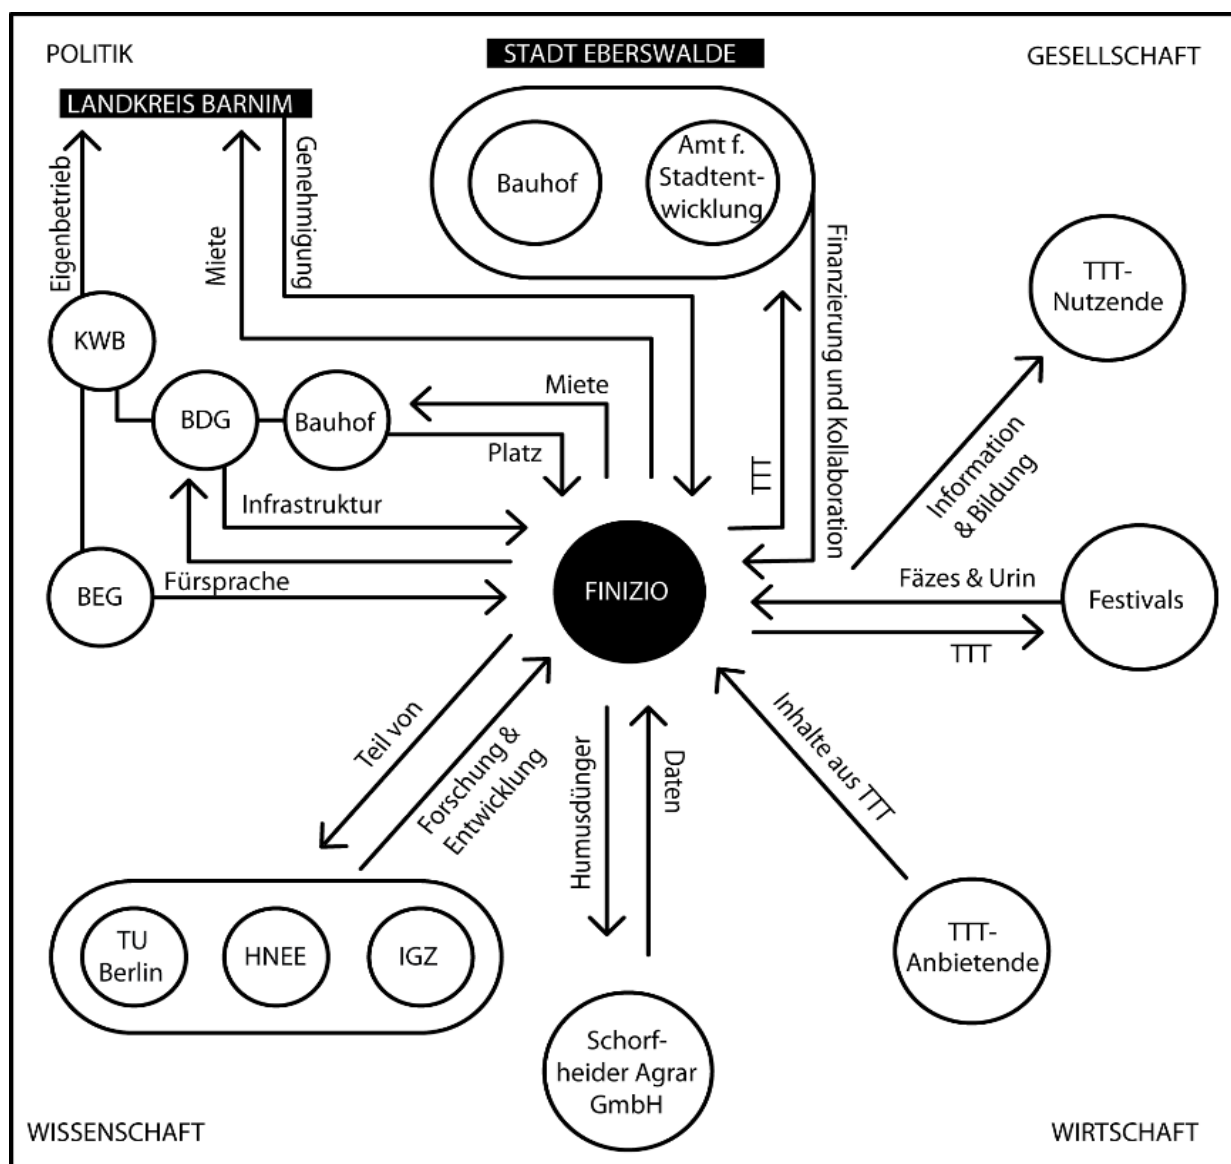 POLITIK
STADT EBERSWALDE
GESELLSCHAFT
LANDKREIS BARNIM
Eigenbetrieb
Miete
Genehmigung
Bauhof
Amt f.
Stadtent-
wicklung
Finanzierung und Kollaboration
TTT-
Nutzende
KWB
BDG
Bauhof
Miete
Platz
TTT
Information
& Bildung
Infrastruktur
BEG
Fürsprache
FINIZIO
Fäzes & Urin
Festivals
TTT
Teil von
Forschung &
Entwicklung
Humusdünger
Daten
Inhalte aus TTT
TU
Berlin
HNEE
IGZ
TTT-
Anbietende
Schorf-
heider Agrar
GmbH
WISSENSCHAFT
WIRTSCHAFT